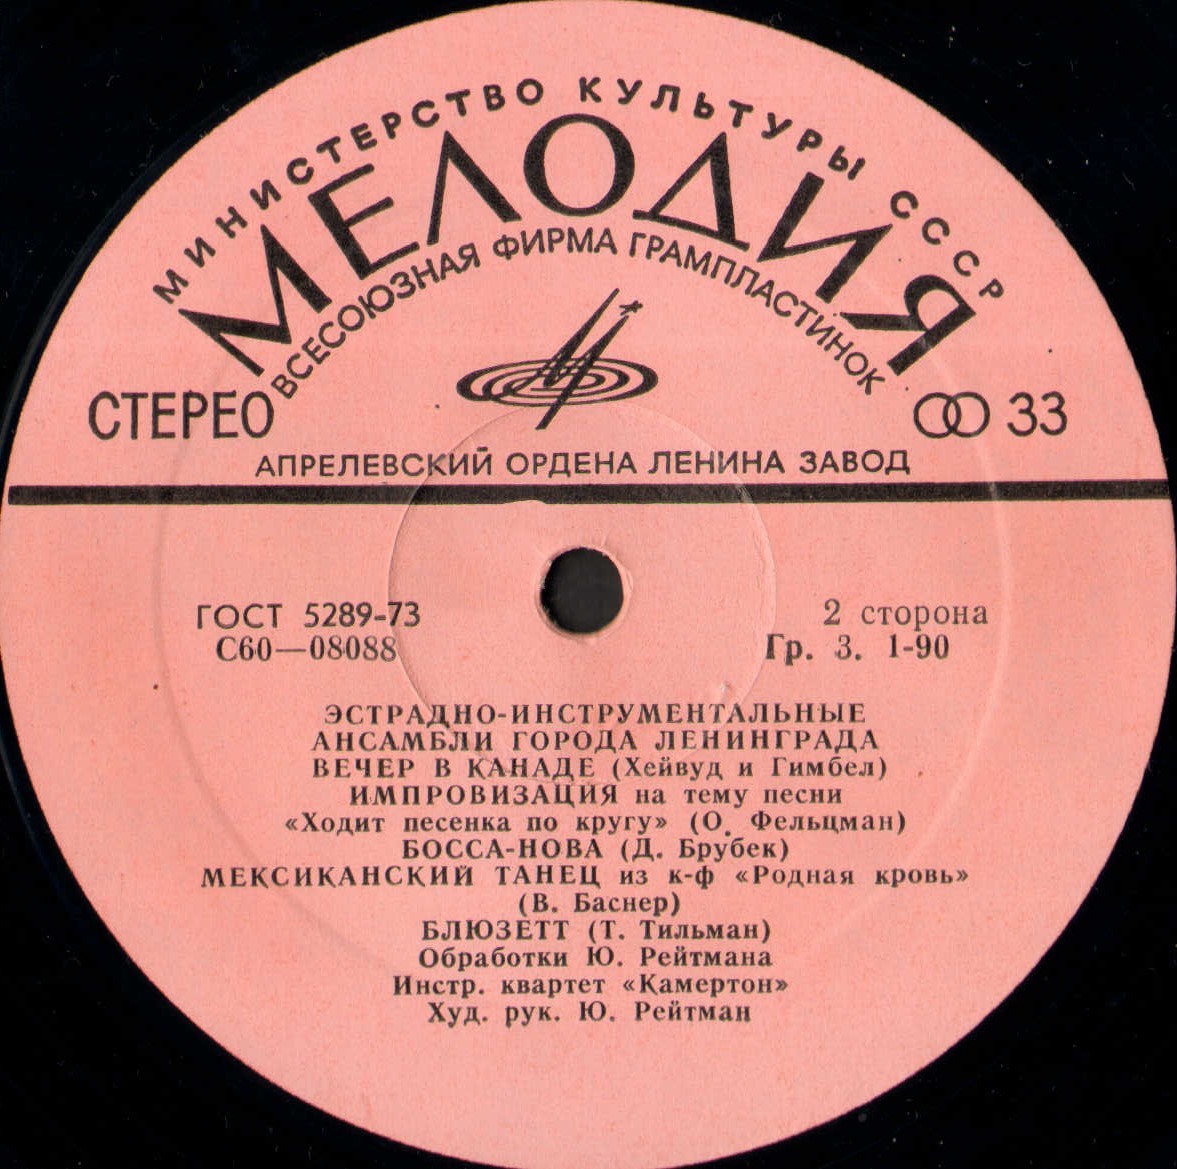 МИНИСТЕРСТВО КУЛЬТУРЫ СССР
МЕЛОДИЯ
ВСЕСОЮЗНАЯ ФИРМА ГРАМПЛАСТИНОК
СТЕРЕО
33
АПРЕЛЕВСКИЙ ОРДЕНА ЛЕНИНА ЗАВОД
ГОСТ 5289-73
2 сторона
С60—08088
Гр. 3. 1-90
ЭСТРАДНО-ИНСТРУМЕНТАЛЬНЫЕ
АНСАМБЛИ ГОРОДА ЛЕНИНГРАДА
ВЕЧЕР В КАНАДЕ (Хейвуд и Гимбел)
ИМПРОВИЗАЦИЯ на тему песни
«Ходит песенка по кругу» (О. Фельцман)
БОССА-НОВА (Д. Брубек)
МЕКСИКАНСКИЙ ТАНЕЦ из к-ф «Родная кровь»
(В. Баснер)
БЛЮЗЕТТ (Т. Тильман)
Обработки Ю. Рейтмана
Инстр. квартет «Камертон»
Худ. рук. Ю. Рейтман